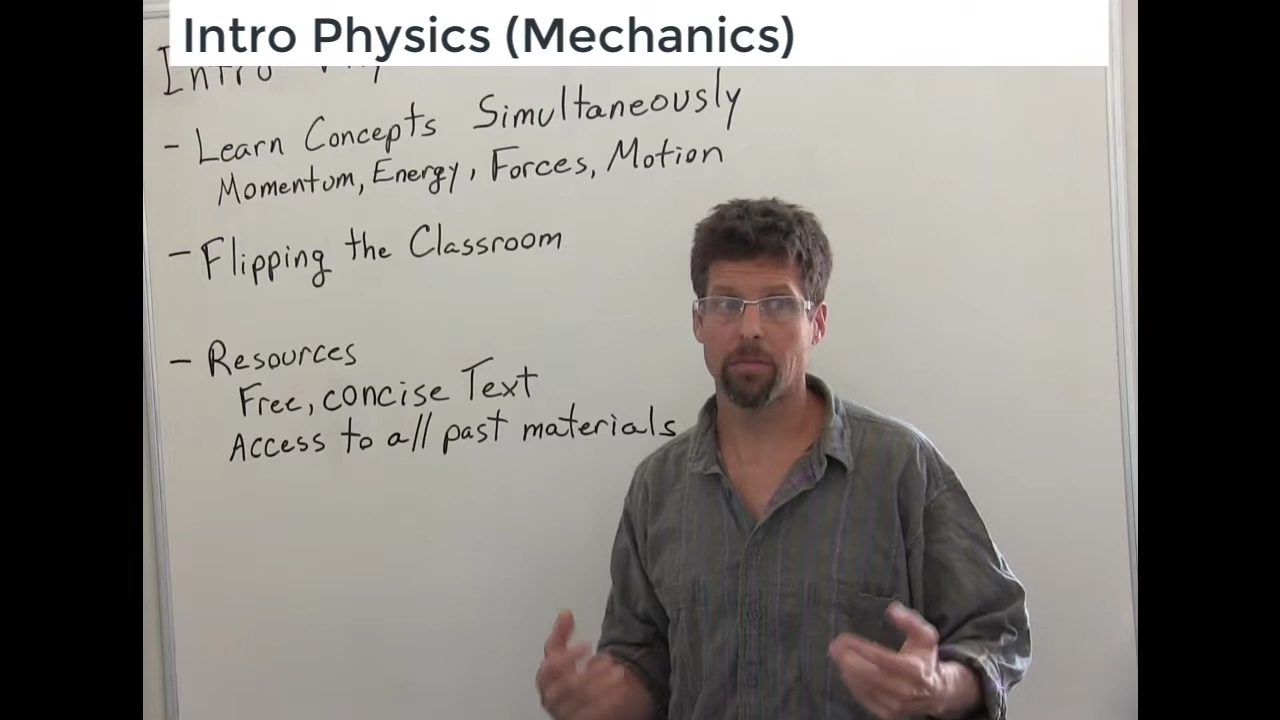 Intro Physics (Mechanics)
Intro
- Learn Concepts Simultaneously
Momentum, Energy, Forces, Motion
- Flipping the Classroom
- Resources
Free, concise Text
Access to all past materials